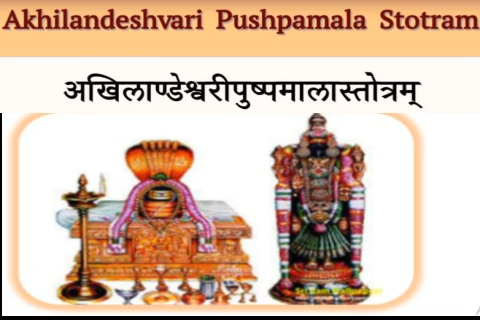 Akhilandeshvari Pushpamala Stotram
अखिलाण्डेश्वरीपुष्पमालास्तोत्रम्